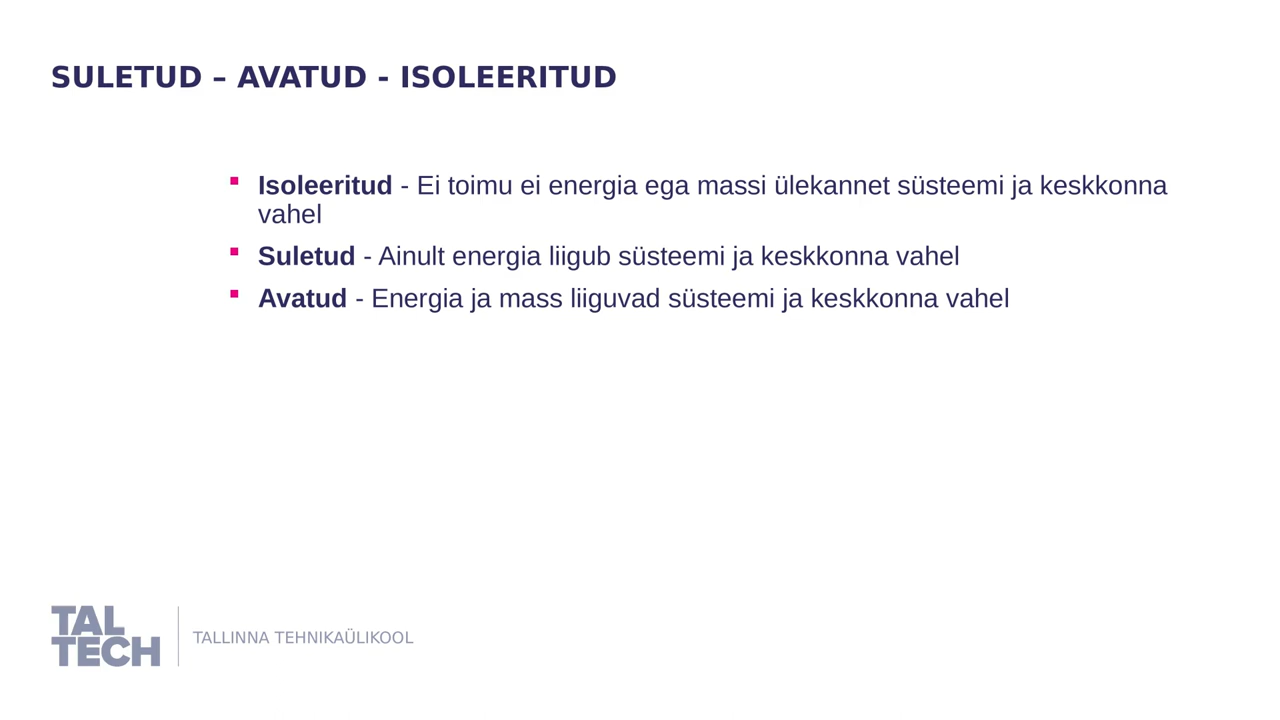 SULETUD – AVATUD - ISOLEERITUD
Isoleeritud - Ei toimu ei energia ega massi ülekannet süsteemi ja keskkonna
vahel
Suletud - Ainult energia liigub süsteemi ja keskkonna vahel
Avatud - Energia ja mass liiguvad süsteemi ja keskkonna vahel
TAL
TECH
TALLINNA TEHNIKAÜLIKOOL